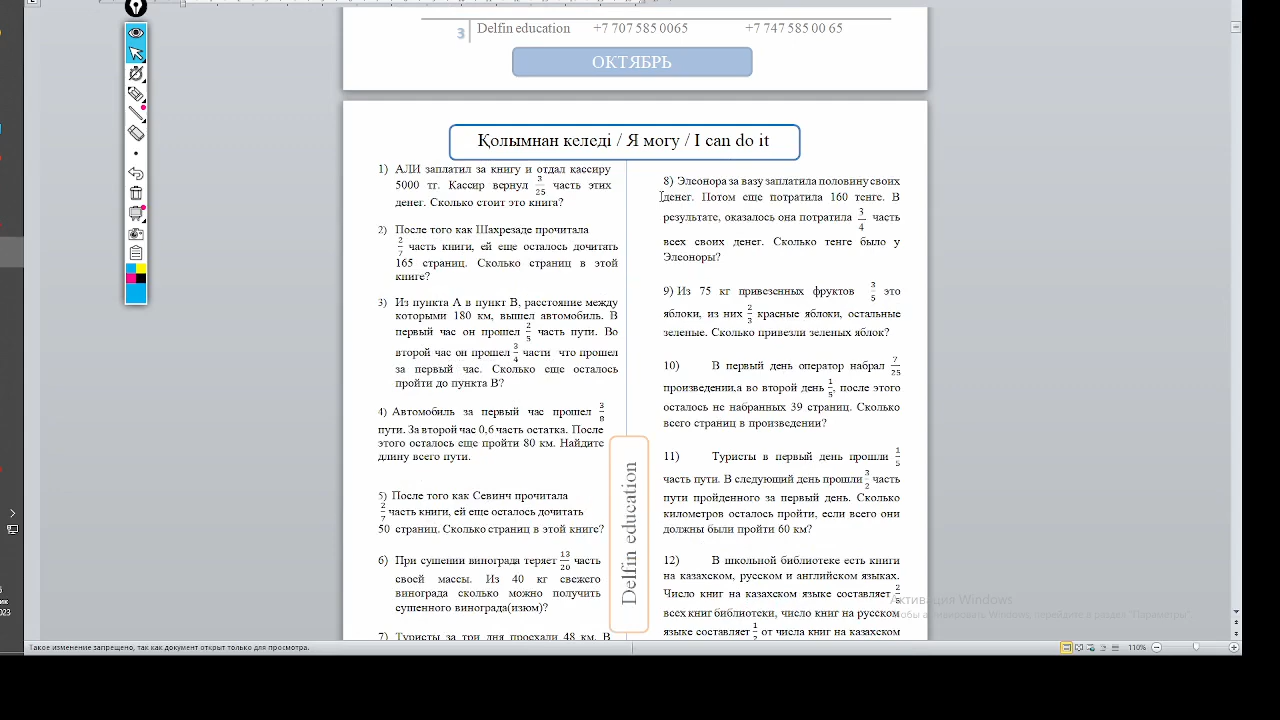 3 Delfin education +7 707 585 0065 +7 747 585 00 65
ОКТЯБРЬ
Қолымнан келеді / Я могу / I can do it
1) АЛИ заплатил за книгу и отдал кассиру
5000 тг. Кассир вернул 3/25 часть этих
денег. Сколько стоит это книга?
2) После того как Шахрезаде прочитала
2/7 часть книги, ей еще осталось дочитать
165 страниц. Сколько страниц в этой
книге?
3) Из пункта А в пункт В, расстояние между
которыми 180 км, вышел автомобиль. В
первый час он прошел 2/5 часть пути. Во
второй час он прошел 3/4 части что прошел
за первый час. Сколько еще осталось
пройти до пункта В?
4) Автомобиль за первый час прошел 3/8
пути. За второй час 0,6 часть остатка. После
этого осталось еще пройти 80 км. Найдите
длину всего пути.
5) После того как Севинч прочитала
2/7 часть книги, ей еще осталось дочитать
50 страниц. Сколько страниц в этой книге?
6) При сушении винограда теряет 13/20 часть
своей массы. Из 40 кг свежего
винограда сколько можно получить
сушенного винограда(изюм)?
7) Туристы за три дня проехали 48 км. В
Delfin education
8) Элеонора за вазу заплатила половину своих
денег. Потом еще потратила 160 тенге. В
результате, оказалось она потратила 3/4 часть
всех своих денег. Сколько тенге было у
Элеоноры?
9) Из 75 кг привезенных фруктов 3/5 это
яблоки, из них 2/3 красные яблоки, остальные
зеленые. Сколько привезли зеленых яблок?
10) В первый день оператор набрал 7/25
произведении,а во второй день 1/5, после этого
осталось не набранных 39 страниц. Сколько
всего страниц в произведении?
11) Туристы в первый день прошли 1/5
часть пути. В следующий день прошли 3/2 часть
пути пройденного за первый день. Сколько
километров осталось пройти, если всего они
должны были пройти 60 км?
12) В школьной библиотеке есть книги
на казахском, русском и английском языках.
Число книг на казахском языке составляет
всех книг библиотеки, число книг на русском
языке составляет от числа книг на казахском
Активация Windows
Чтобы активировать Windows, перейдите в раздел "Параметры".
2023
Такое изменение запрещено, так как документ открыт только для просмотра.
110%